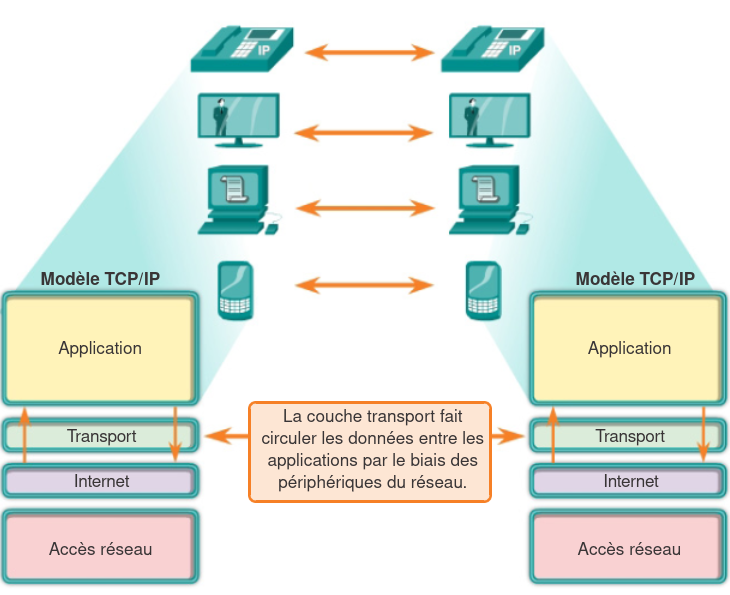 IP
IP
Modèle TCP/IP
Modèle TCP/IP
Application
Application
La couche transport fait
circuler les données entre les
applications par le biais des
périphériques du réseau.
Transport
Transport
Internet
Internet
Accès réseau
Accès réseau